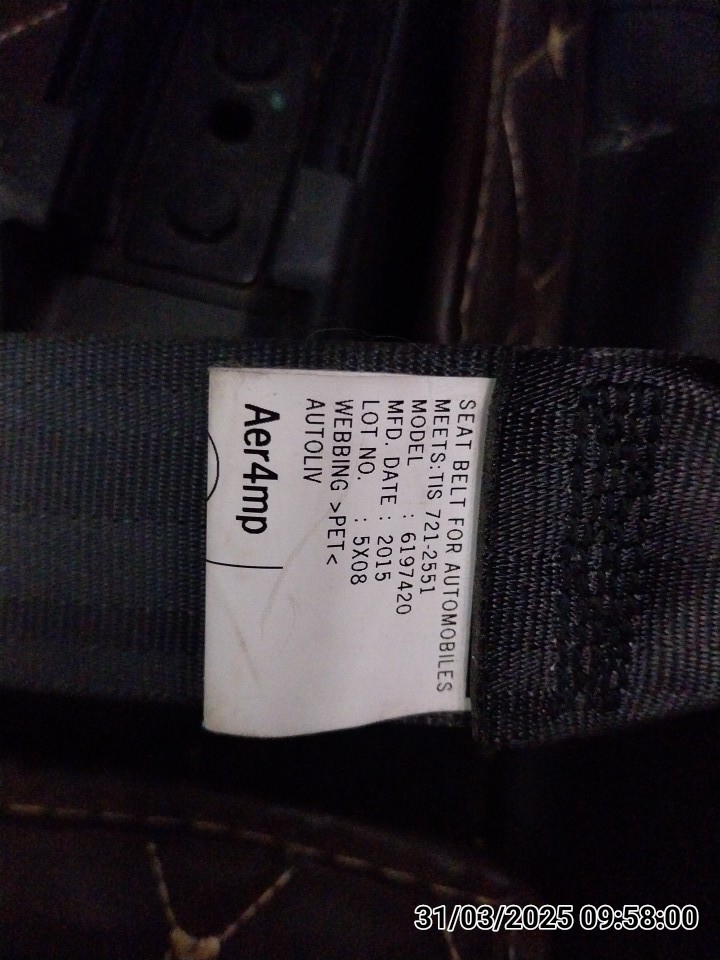 SEAT BELT FOR AUTOMOBILES
MEETS:TIS 721-2551
MODEL : 6197420
MFD. DATE : 2015
LOT NO. : 5X08
WEBBING >PET<
AUTOLIV
Aer4mp
31/03/2025 09:58:00